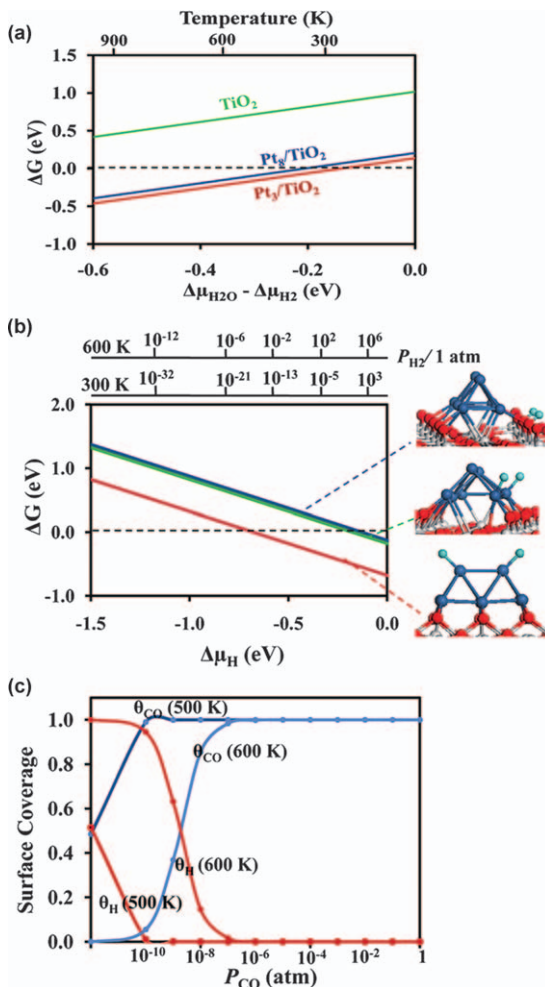 (a)
Temperature (K)
900 600 300
1.5
1.0
0.5
0.0
-0.5
-1.0
ΔG (eV)
TiO2
Pt8/TiO2
Pt3/TiO2
-0.6 -0.4 -0.2 0.0
ΔμH2O - ΔμH2 (eV)
(b)
600 K 10-12 10-6 10-2 102 106
PH2/ 1 atm
300 K 10-32 10-21 10-13 10-5 103
2.0
1.0
0.0
-1.0
ΔG (eV)
-1.5 -1.0 -0.5 0.0
ΔμH (eV)
(c)
1.0
0.8
0.6
0.4
0.2
0.0
Surface Coverage
θCO (500 K)
θCO (600 K)
θH (600 K)
θH (500 K)
10-10 10-8 10-6 10-4 10-2 1
PCO (atm)